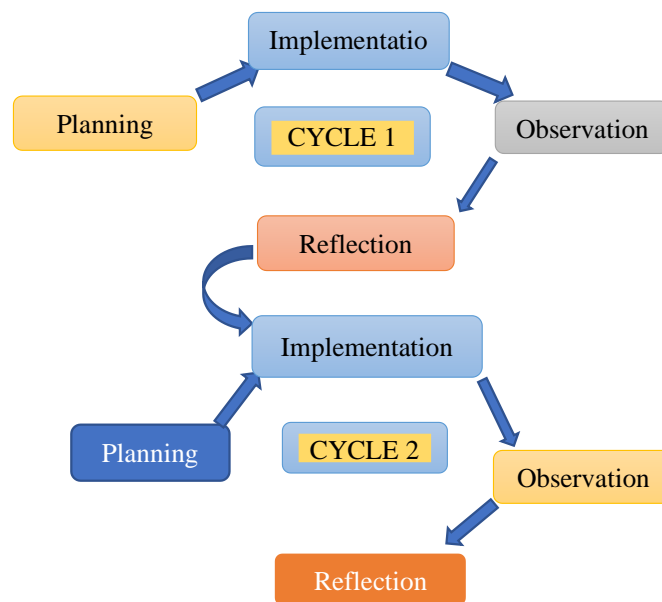 Implementatio
Planning
Observation
CYCLE 1
Reflection
Implementation
Planning
CYCLE 2
Observation
Reflection